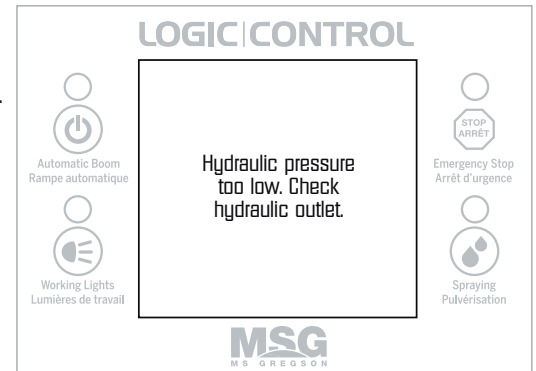 LOGIC|CONTROL
Automatic Boom
Rampe automatique
Working Lights
Lumières de travail
Hydraulic pressure
too low. Check
hydraulic outlet.
STOP
ARRÊT
Emergency Stop
Arrêt d'urgence
Spraying
Pulvérisation
MSG
MS GREGSON